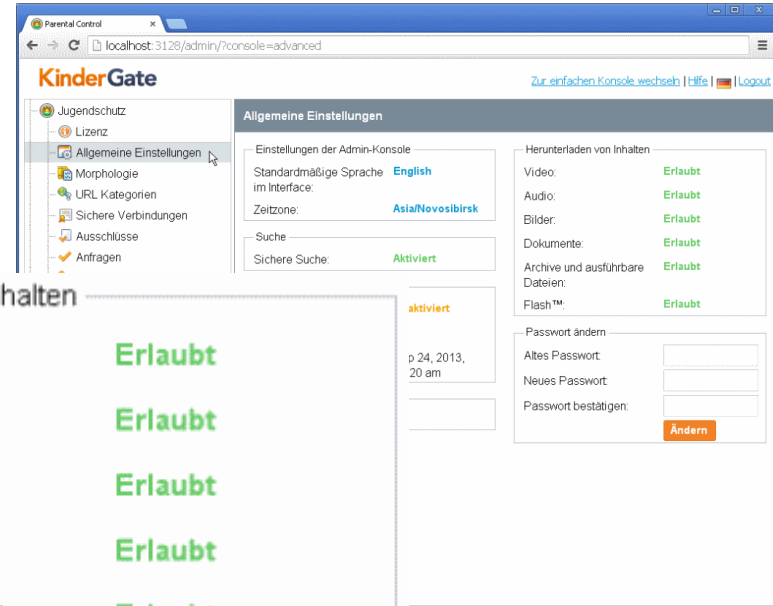 Parental Control
localhost:3128/admin/?console=advanced
KinderGate
Zur einfachen Konsole wechseln | Hilfe | | Logout
Jugendschutz
Lizenz
Allgemeine Einstellungen
Morphologie
URL Kategorien
Sichere Verbindungen
Ausschlüsse
Anfragen
Allgemeine Einstellungen
Einstellungen der Admin-Konsole
Standardmäßige Sprache English
im Interface:
Zeitzone: Asia/Novosibirsk
Suche
Sichere Suche: Aktiviert
aktiviert
p 24, 2013,
20 am
Herunterladen von Inhalten
Video: Erlaubt
Audio: Erlaubt
Bilder: Erlaubt
Dokumente: Erlaubt
Archive und ausführbare Erlaubt
Dateien:
Flash™: Erlaubt
Passwort ändern
Altes Passwort:
Neues Passwort:
Passwort bestätigen:
Ändern
halten
Erlaubt
Erlaubt
Erlaubt
Erlaubt